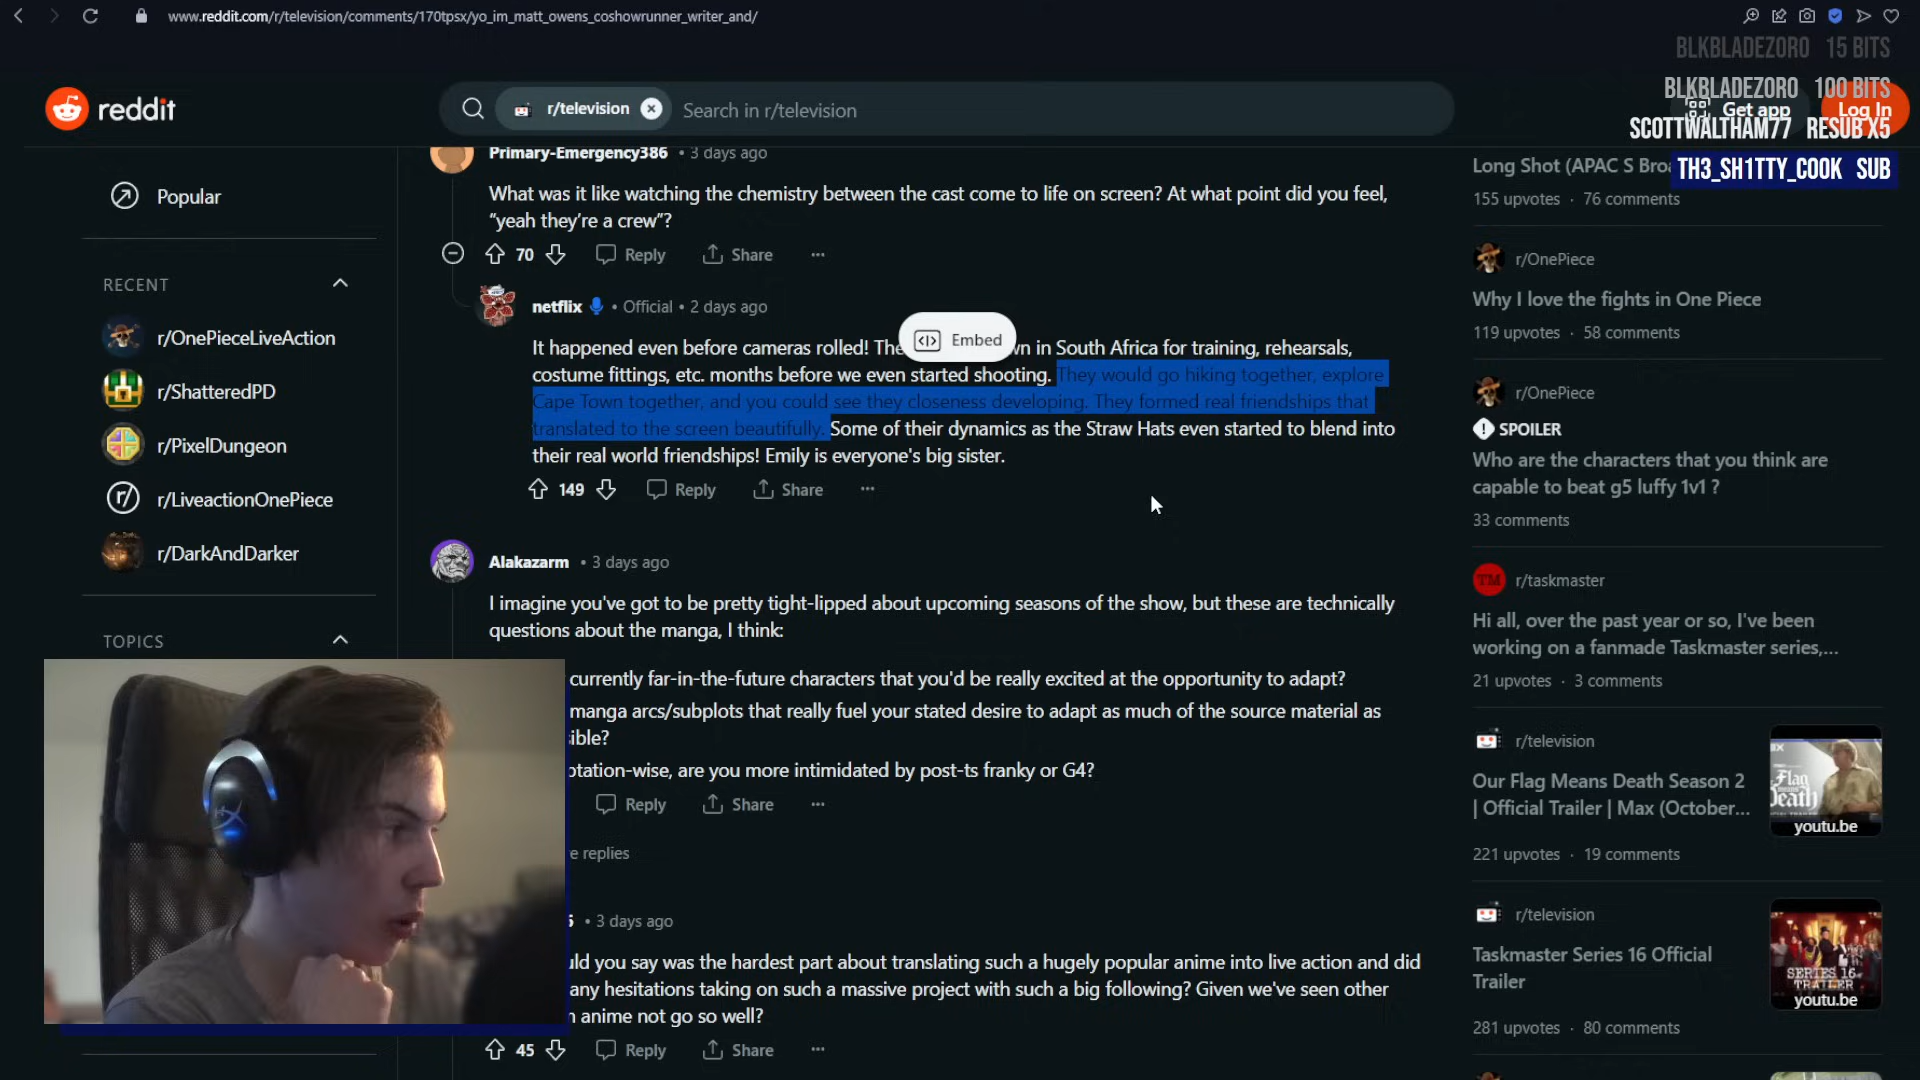 www.reddit.com/r/television/comments/170tpsx/yo_im_matt_owens_coshowrunner_writer_and/
BLKBLADEZORO 15 BITS
BLKBLADEZORO 100 BITS
reddit
r/television
Search in r/television
Get app
Log In
SCOTTWALTHAM77 RESUB X5
TH3_SH1TTY_COOK SUB
Popular
RECENT
r/OnePieceLiveAction
r/ShatteredPD
r/PixelDungeon
r/LiveactionOnePiece
r/DarkAndDarker
TOPICS
Primary-Emergency386 • 3 days ago
What was it like watching the chemistry between the cast come to life on screen? At what point did you feel,
“yeah they’re a crew”?
70 Reply Share
netflix • Official • 2 days ago
Embed
It happened even before cameras rolled! The in South Africa for training, rehearsals,
costume fittings, etc. months before we even started shooting. They would go hiking together, explore
Cape Town together, and you could see they closeness developing. They formed real friendships that
translated to the screen beautifully. Some of their dynamics as the Straw Hats even started to blend into
their real world friendships! Emily is everyone's big sister.
149 Reply Share
Alakazarm • 3 days ago
I imagine you've got to be pretty tight-lipped about upcoming seasons of the show, but these are technically
questions about the manga, I think:
currently far-in-the-future characters that you'd be really excited at the opportunity to adapt?
manga arcs/subplots that really fuel your stated desire to adapt as much of the source material as
ible?
tation-wise, are you more intimidated by post-ts franky or G4?
Reply Share
replies
• 3 days ago
uld you say was the hardest part about translating such a hugely popular anime into live action and did
any hesitations taking on such a massive project with such a big following? Given we've seen other
anime not go so well?
45 Reply Share
Long Shot (APAC S Bro
155 upvotes · 76 comments
r/OnePiece
Why I love the fights in One Piece
119 upvotes · 58 comments
r/OnePiece
SPOILER
Who are the characters that you think are
capable to beat g5 luffy 1v1 ?
33 comments
TM r/taskmaster
Hi all, over the past year or so, I've been
working on a fanmade Taskmaster series,...
21 upvotes · 3 comments
r/television
Our Flag Means Death Season 2
| Official Trailer | Max (October...
Flag
Death
youtu.be
221 upvotes · 19 comments
r/television
Taskmaster Series 16 Official
Trailer
SERIES 16
TRAILER
youtu.be
281 upvotes · 80 comments